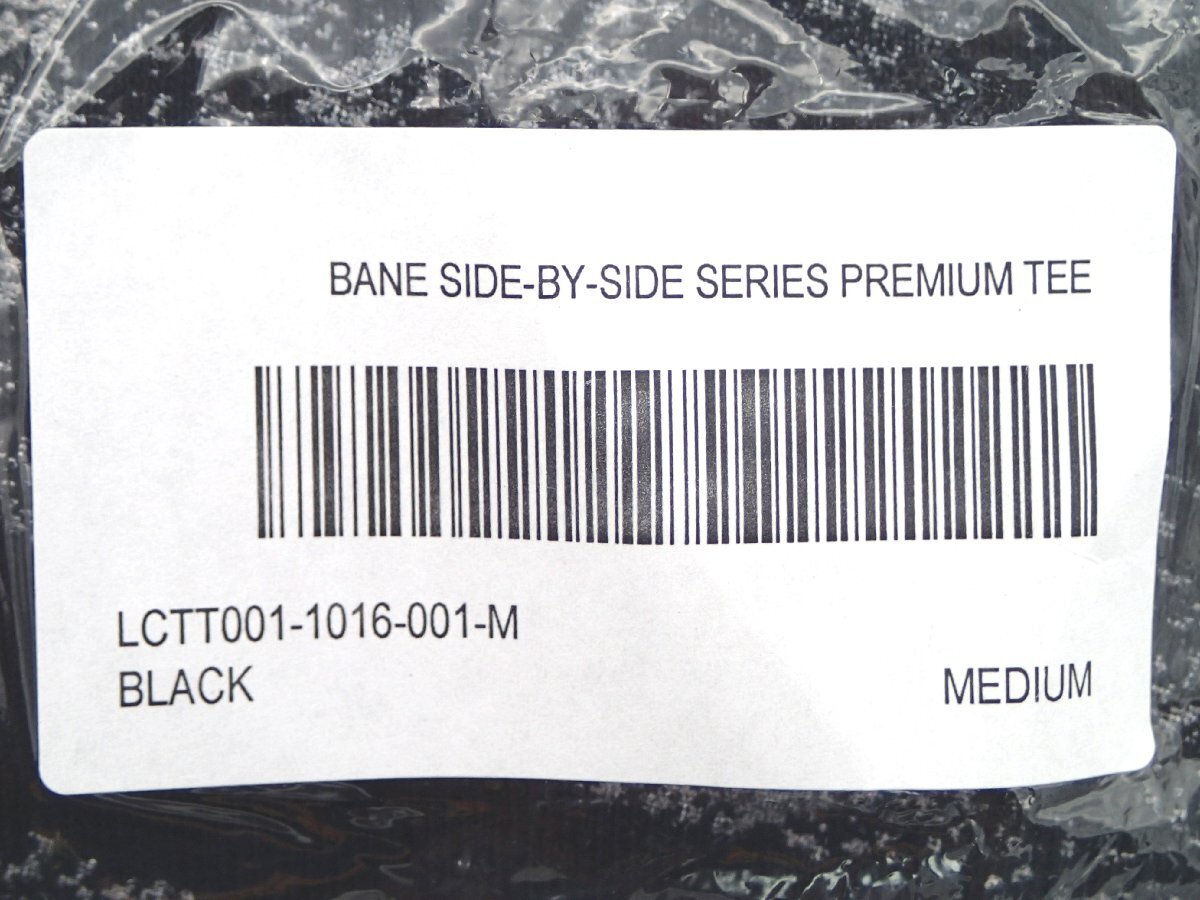 BANE SIDE-BY-SIDE SERIES PREMIUM TEE
LCTT001-1016-001-M
BLACK
MEDIUM